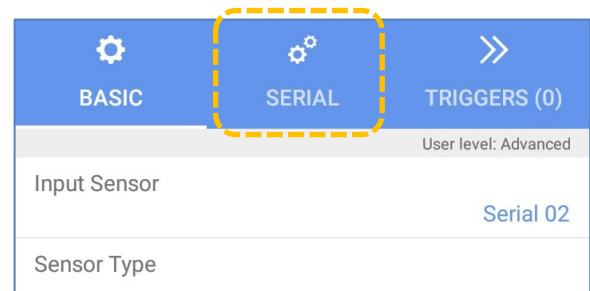 BASIC SERIAL TRIGGERS (0)
User level: Advanced
Input Sensor
Serial 02
Sensor Type